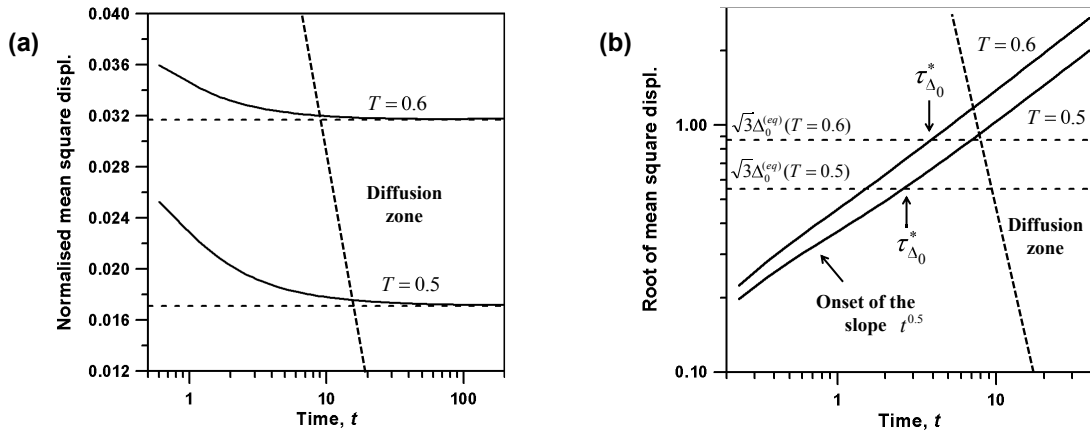 (a)
Normalised mean square displ.
0.040
0.036
0.032
0.028
0.024
0.020
0.016
0.012
T = 0.6
Diffusion
zone
T = 0.5
1
10
100
Time, t
(b)
Root of mean square displ.
1.00
0.10
T = 0.6
τ*Δ₀
T = 0.5
√3Δ₀^(eq)(T = 0.6)
√3Δ₀^(eq)(T = 0.5)
Diffusion
zone
τ*Δ₀
Onset of the
slope t^0.5
1
10
Time, t